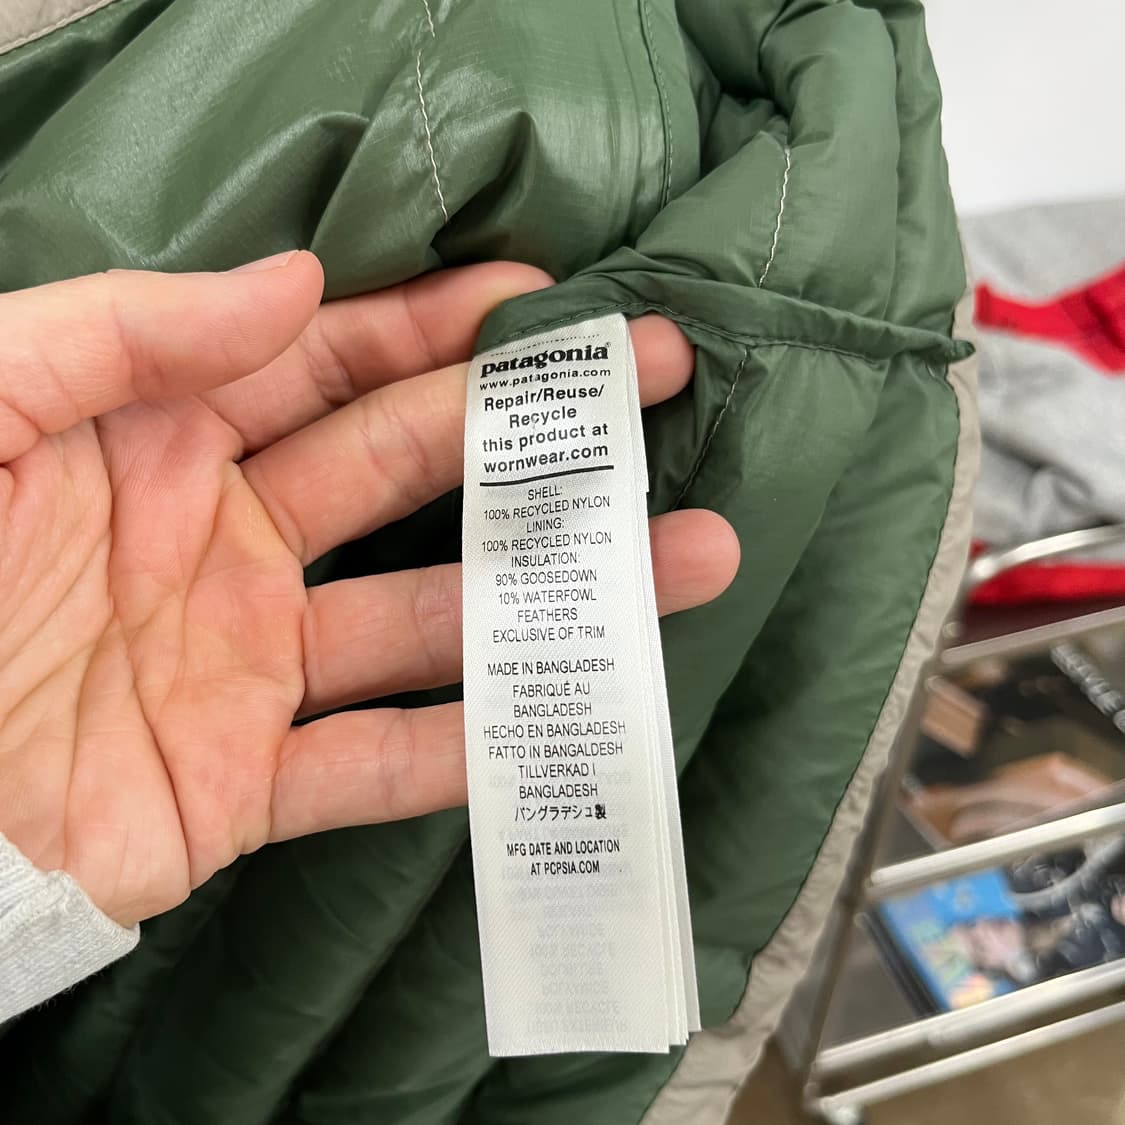 patagonia®
www.patagonia.com
Repair/Reuse/
Recycle
this product at
wornwear.com
SHELL:
100% RECYCLED NYLON
LINING:
100% RECYCLED NYLON
INSULATION:
90% GOOSEDOWN
10% WATERFOWL
FEATHERS
EXCLUSIVE OF TRIM
MADE IN BANGLADESH
FABRIQUÉ AU
BANGLADESH
HECHO EN BANGLADESH
FATTO IN BANGALDESH
TILLVERKAD I
BANGLADESH
バングラデシュ製
MFG DATE AND LOCATION
AT PCPSIA.COM